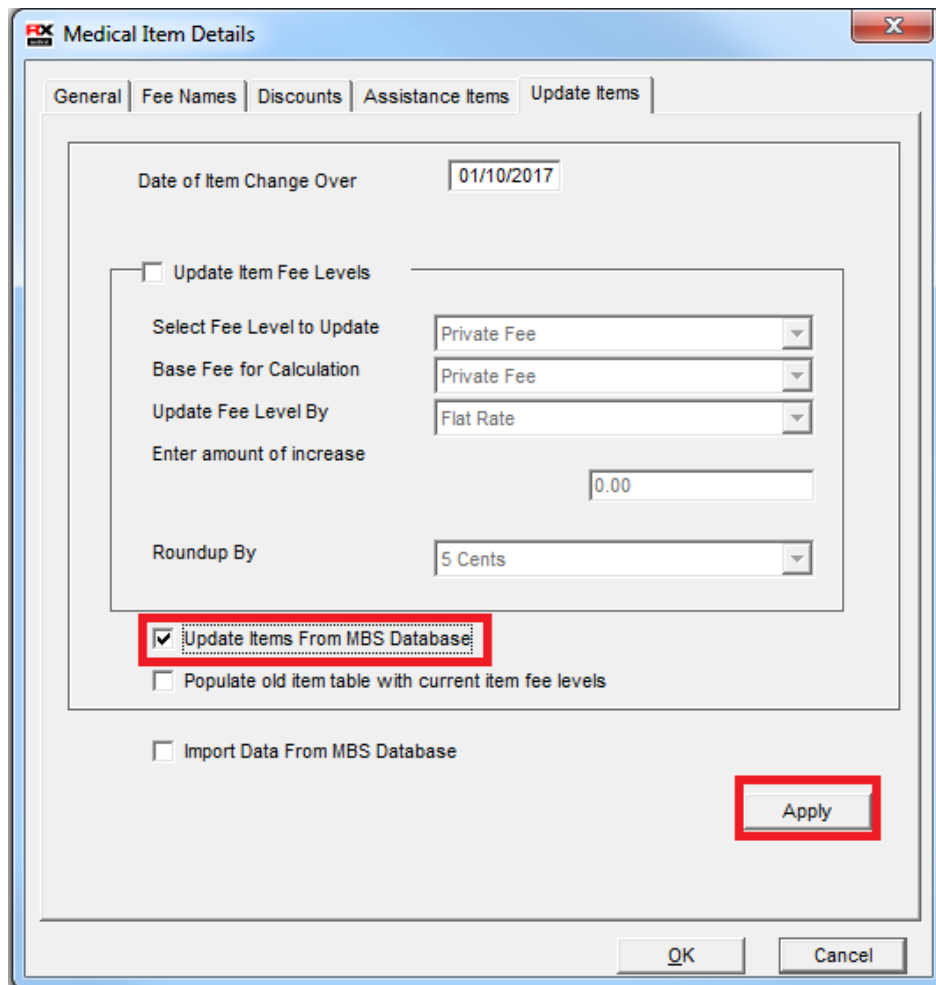 RX Medical Item Details
General Fee Names Discounts Assistance Items Update Items
Date of Item Change Over 01/10/2017
Update Item Fee Levels
Select Fee Level to Update Private Fee
Base Fee for Calculation Private Fee
Update Fee Level By Flat Rate
Enter amount of increase
0.00
Roundup By 5 Cents
Update Items From MBS Database
Populate old item table with current item fee levels
Import Data From MBS Database
Apply
OK Cancel